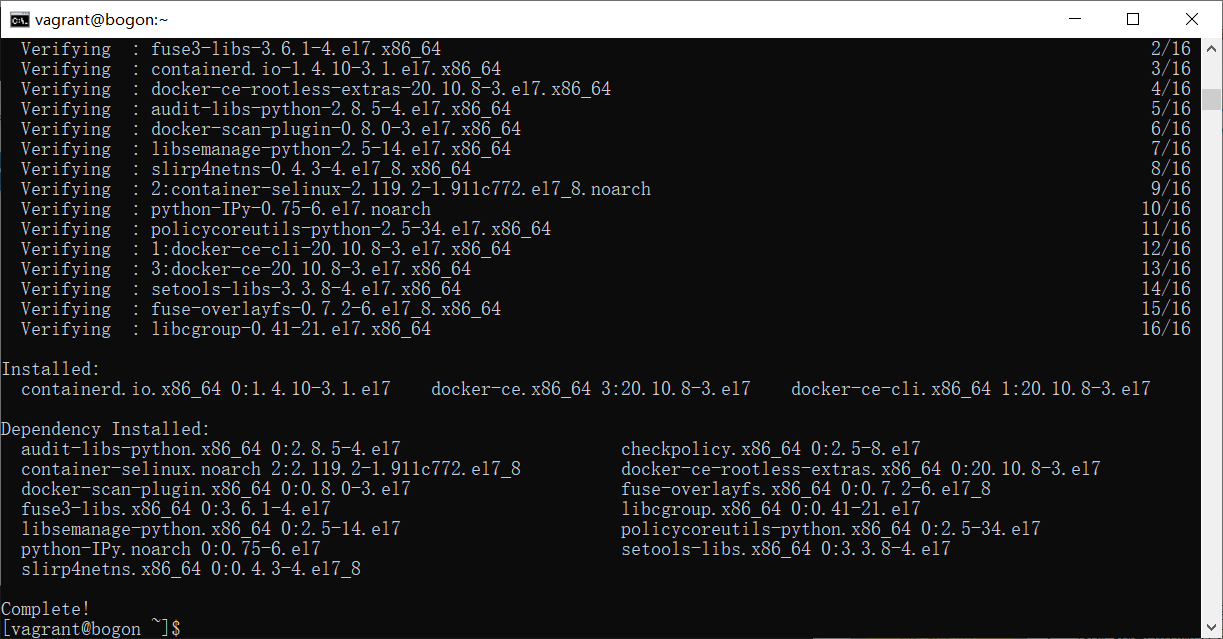 vagrant@bogon:~
Verifying : fuse3-libs-3.6.1-4.el7.x86_64 2/16
Verifying : containerd.io-1.4.10-3.1.el7.x86_64 3/16
Verifying : docker-ce-rootless-extras-20.10.8-3.el7.x86_64 4/16
Verifying : audit-libs-python-2.8.5-4.el7.x86_64 5/16
Verifying : docker-scan-plugin-0.8.0-3.el7.x86_64 6/16
Verifying : libsemanage-python-2.5-14.el7.x86_64 7/16
Verifying : slirp4netns-0.4.3-4.el7_8.x86_64 8/16
Verifying : 2:container-selinux-2.119.2-1.911c772.el7_8.noarch 9/16
Verifying : python-IPy-0.75-6.el7.noarch 10/16
Verifying : policycoreutils-python-2.5-34.el7.x86_64 11/16
Verifying : 1:docker-ce-cli-20.10.8-3.el7.x86_64 12/16
Verifying : 3:docker-ce-20.10.8-3.el7.x86_64 13/16
Verifying : setools-libs-3.3.8-4.el7.x86_64 14/16
Verifying : fuse-overlayfs-0.7.2-6.el7_8.x86_64 15/16
Verifying : libcgroup-0.41-21.el7.x86_64 16/16
Installed:
containerd.io.x86_64 0:1.4.10-3.1.el7 docker-ce.x86_64 3:20.10.8-3.el7 docker-ce-cli.x86_64 1:20.10.8-3.el7
Dependency Installed:
audit-libs-python.x86_64 0:2.8.5-4.el7 checkpolicy.x86_64 0:2.5-8.el7
container-selinux.noarch 2:2.119.2-1.911c772.el7_8 docker-ce-rootless-extras.x86_64 0:20.10.8-3.el7
docker-scan-plugin.x86_64 0:0.8.0-3.el7 fuse-overlayfs.x86_64 0:0.7.2-6.el7_8
fuse3-libs.x86_64 0:3.6.1-4.el7 libcgroup.x86_64 0:0.41-21.el7
libsemanage-python.x86_64 0:2.5-14.el7 policycoreutils-python.x86_64 0:2.5-34.el7
python-IPy.noarch 0:0.75-6.el7 setools-libs.x86_64 0:3.3.8-4.el7
slirp4netns.x86_64 0:0.4.3-4.el7_8
Complete!
[vagrant@bogon ~]$